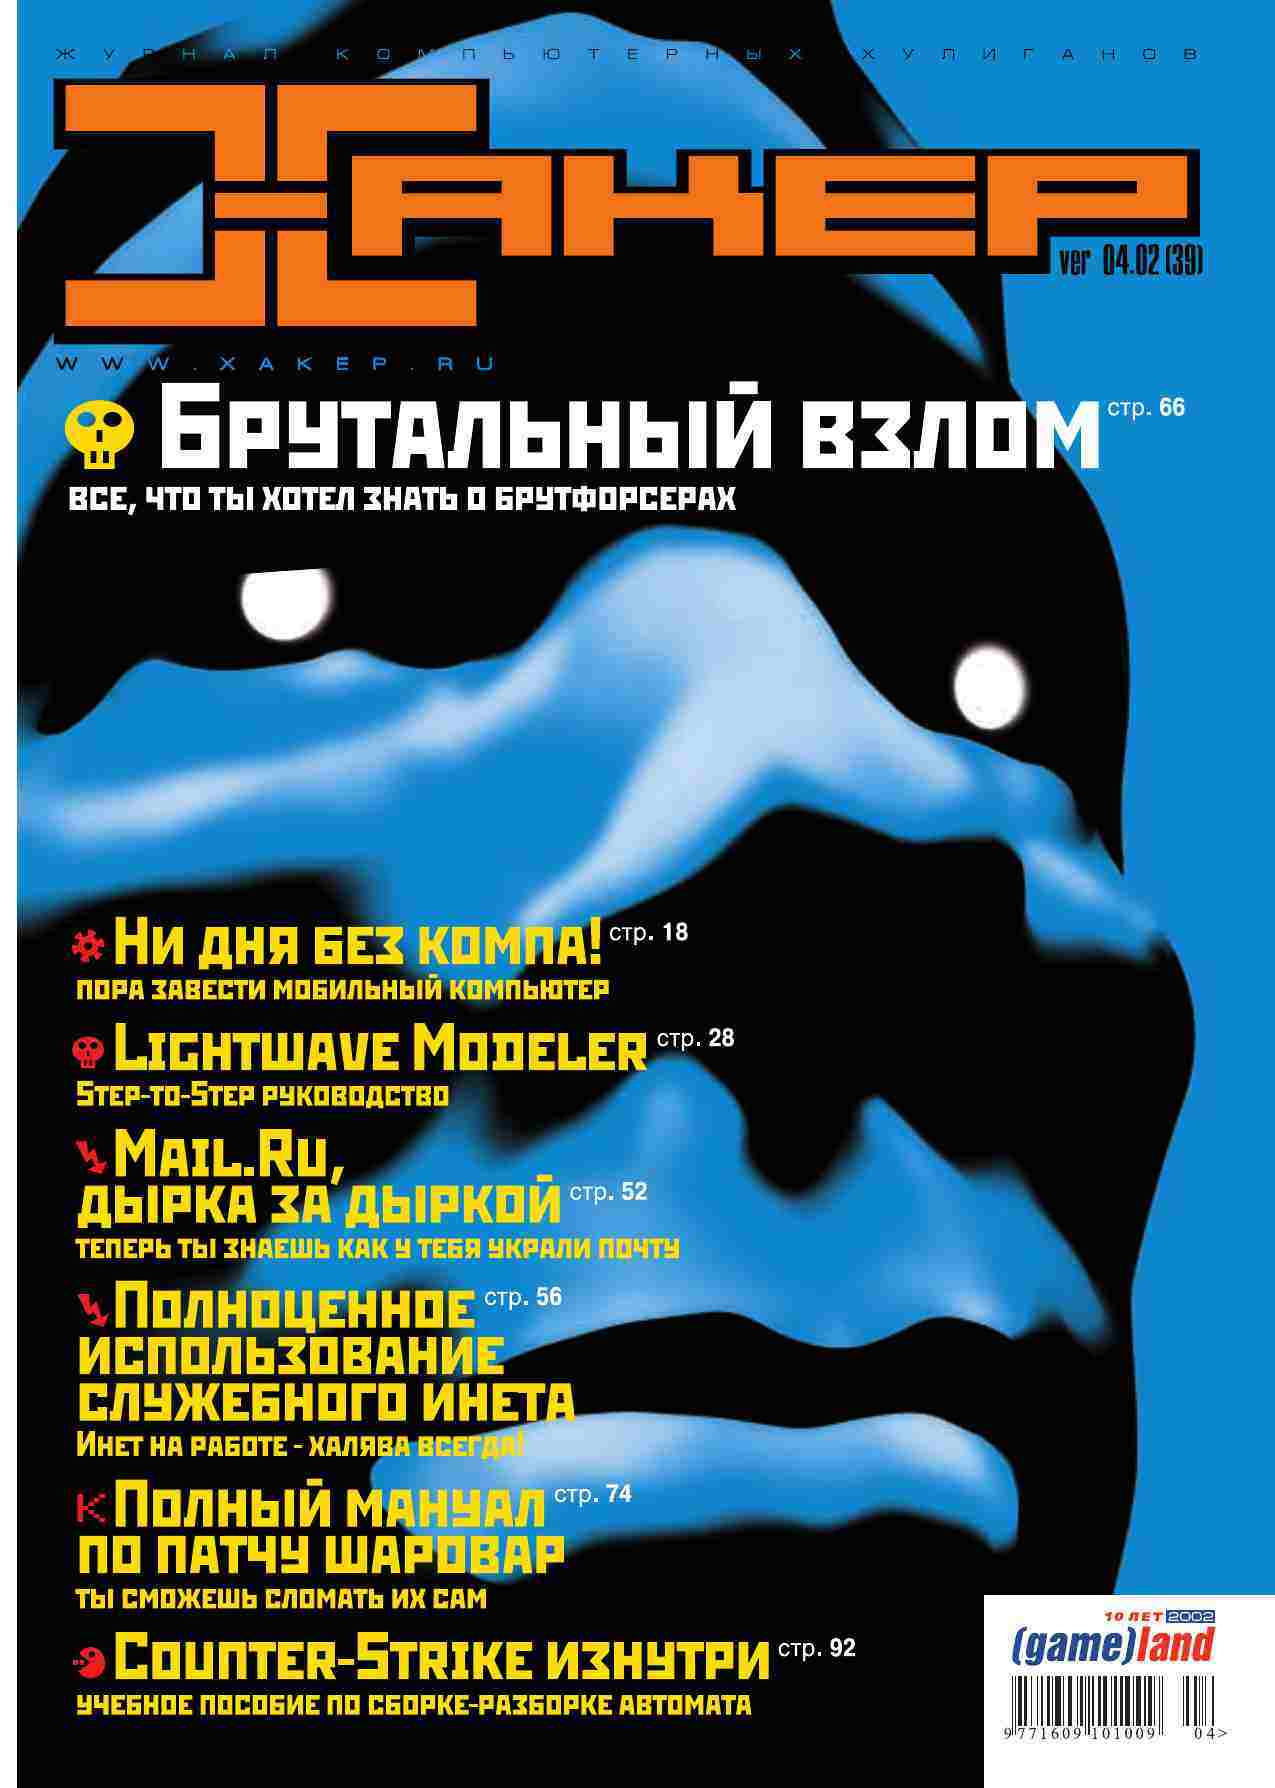 ЖУРНАЛ КОМПЬЮТЕРНЫХ ХУЛИГАНОВ
ХАКЕР
ver 04.02 (39)
WWW.XAKEP.RU
Брутальный взлом стр. 66
все, что ты хотел знать о брутфорсерах
Ни дня без компа! стр. 18
пора завести мобильный компьютер
Lightwave Modeler стр. 28
Step-to-Step руководство
Mail.Ru,
дырка за дыркой стр. 52
теперь ты знаешь как у тебя украли почту
Полноценное стр. 56
использование
служебного инета
Инет на работе - халява всегда!
Полный мануал стр. 74
по патчу шаровар
ты сможешь сломать их сам
Counter-Strike изнутри стр. 92
учебное пособие по сборке-разборке автомата
10 ЛЕТ 2002
(game)land
9 771609 101009 04>